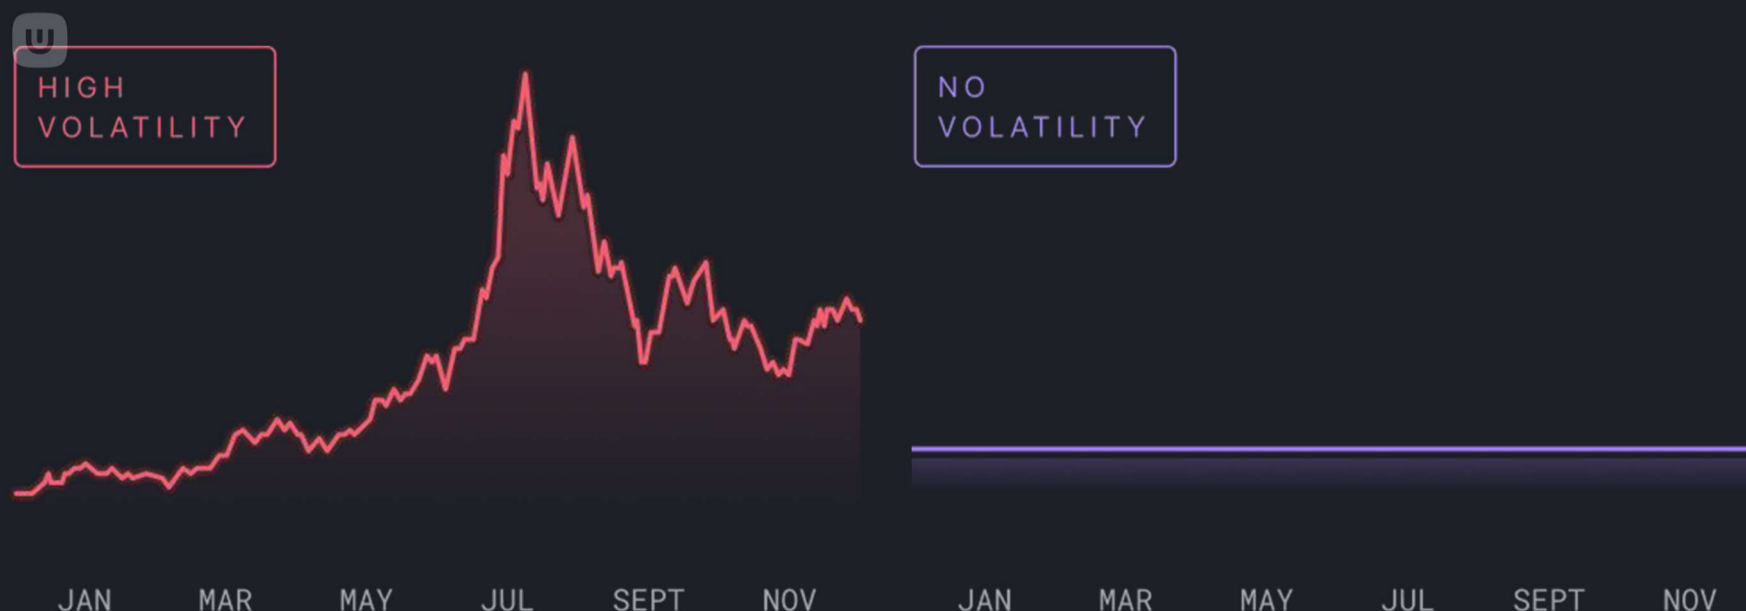 HIGH
VOLATILITY
NO
VOLATILITY
JAN MAR MAY JUL SEPT NOV
JAN MAR MAY JUL SEPT NOV